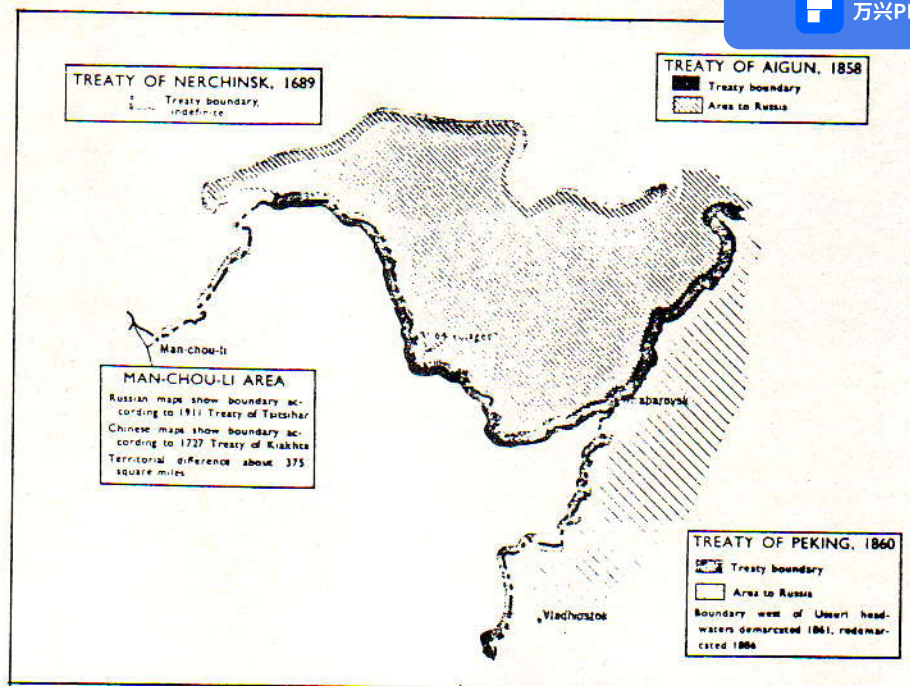 万兴P
TREATY OF NERCHINSK, 1689
Treaty boundary,
indefinite
TREATY OF AIGUN, 1858
Treaty boundary
Area to Russia
Man-chou-li
MAN-CHOU-LI AREA
Russian maps show boundary ac-
cording to 1911 Treaty of Tsitsihar
Chinese maps show boundary ac-
cording to 1727 Treaty of Kiakhta
Territorial difference about 375
square miles
abarovsk
TREATY OF PEKING, 1860
Treaty boundary
Area to Russia
Boundary west of Ussuri head-
waters demarcated 1861, redemar-
cated 1886
Vladivostok